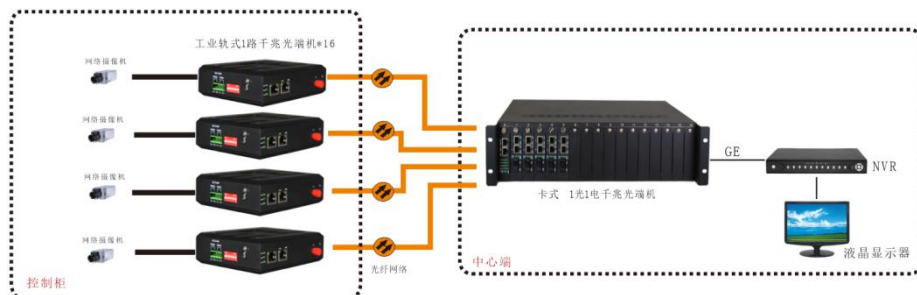 工业轨式1路千兆光端机*16
网络摄像机
网络摄像机
网络摄像机
网络摄像机
光纤网络
控制柜
GE
NVR
卡式 1光1电千兆光端机
液晶显示器
中心端